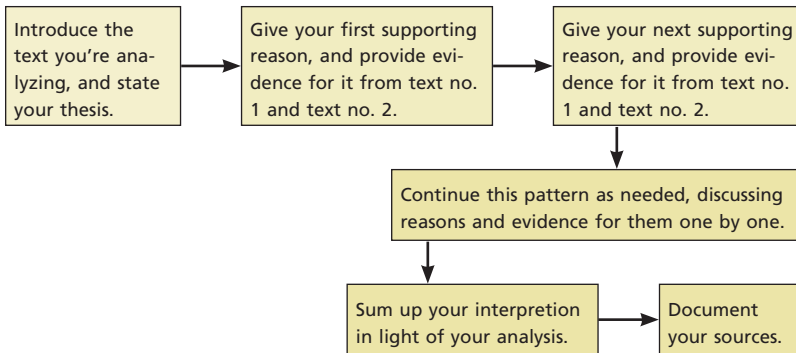 Introduce the
text you're ana-
lyzing, and state
your thesis.
Give your first supporting
reason, and provide evi-
dence for it from text no.
1 and text no. 2.
Give your next supporting
reason, and provide evi-
dence for it from text no.
1 and text no. 2.
Continue this pattern as needed, discussing
reasons and evidence for them one by one.
Sum up your interpretion
in light of your analysis.
Document
your sources.